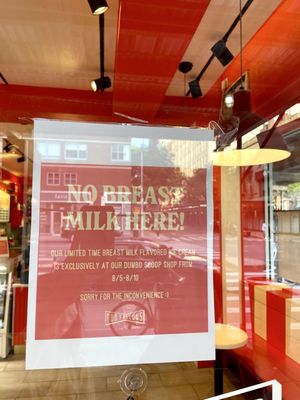 NO BREAST
MILK HERE!
OUR LIMITED TIME BREAST MILK FLAVORED ICE CREAM
IS EXCLUSIVELY AT OUR DUMBO SCOOP SHOP FROM
8/5-8/10
SORRY FOR THE INCONVENIENCE :)
ODDFELLOWS